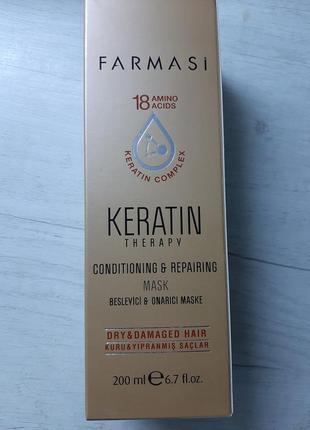 FARMASİ
18 AMINO
ACIDS
KERATIN COMPLEX
KERATIN
THERAPY
CONDITIONING & REPAIRING
MASK
BESLEYİCİ & ONARICI MASKE
DRY&DAMAGED HAIR
KURU&YIPRANMIŞ SAÇLAR
200 ml ℮ 6.7 fl.oz.